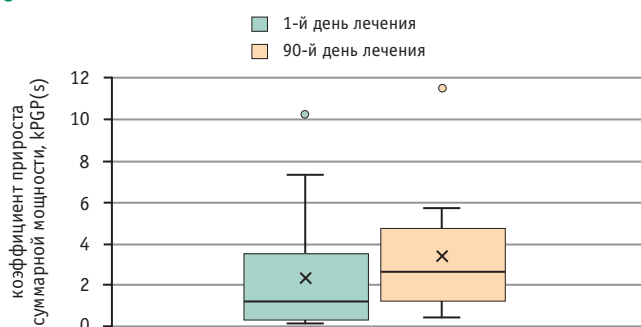 1-й день лечения
90-й день лечения
коэффициент прироста
суммарной мощности, kPGP(s)
12
10
8
6
4
2
0